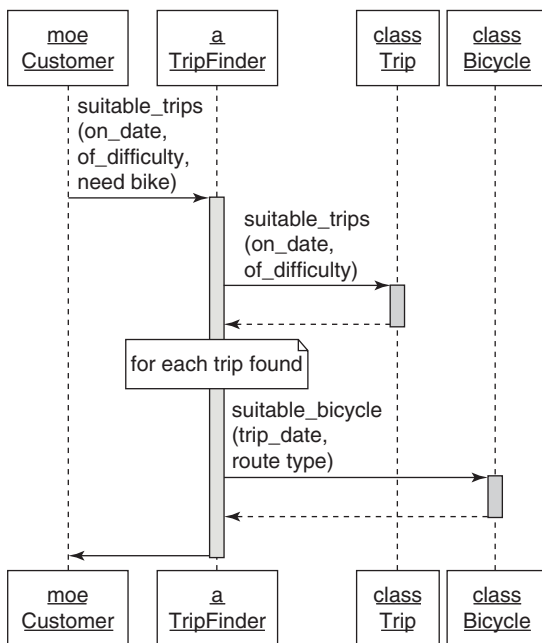 moe
Customer
a
TripFinder
class
Trip
class
Bicycle
suitable_trips
(on_date,
of_difficulty,
need bike)
suitable_trips
(on_date,
of_difficulty)
for each trip found
suitable_bicycle
(trip_date,
route type)
moe
Customer
a
TripFinder
class
Trip
class
Bicycle